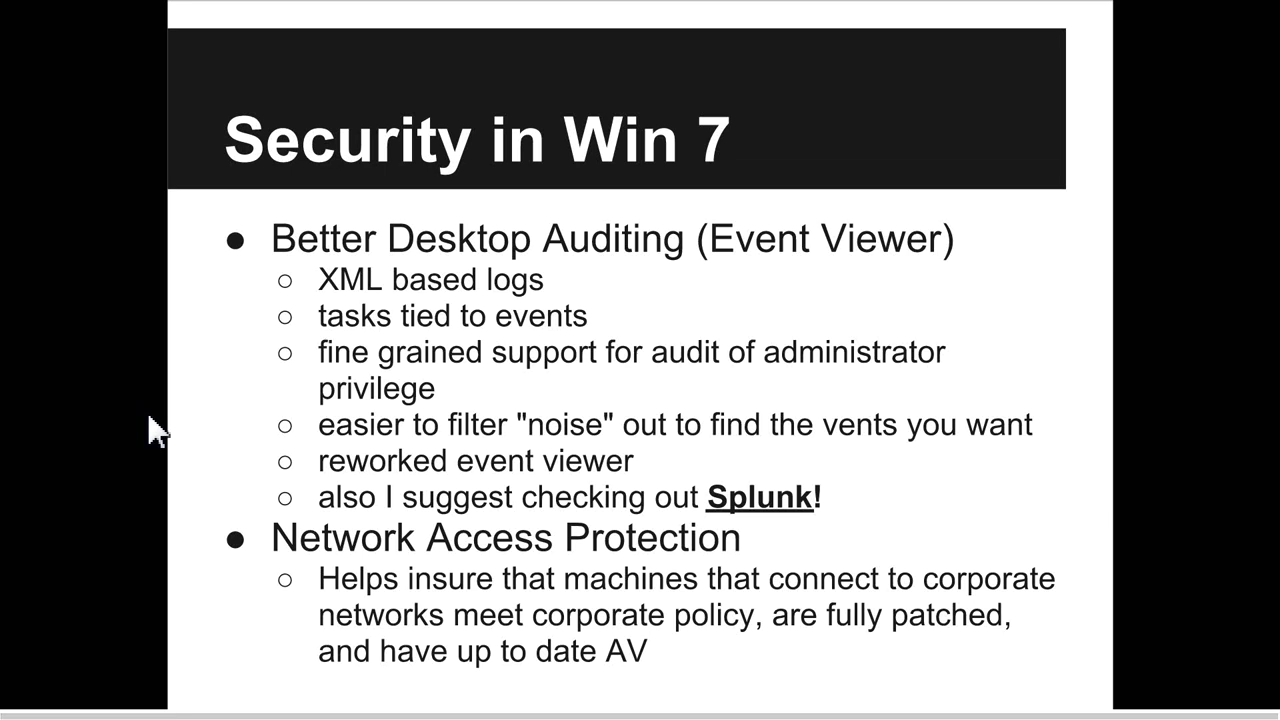 Security in Win 7
● Better Desktop Auditing (Event Viewer)
○ XML based logs
○ tasks tied to events
○ fine grained support for audit of administrator
privilege
○ easier to filter "noise" out to find the vents you want
○ reworked event viewer
○ also I suggest checking out Splunk!
● Network Access Protection
○ Helps insure that machines that connect to corporate
networks meet corporate policy, are fully patched,
and have up to date AV